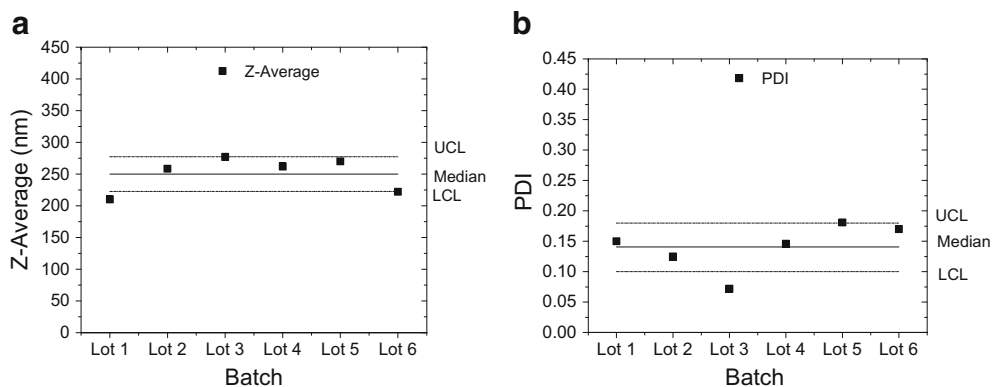 a
Z-Average (nm)
450
400
350
300
250
200
150
100
50
0
Z-Average
UCL
Median
LCL
Lot 1 Lot 2 Lot 3 Lot 4 Lot 5 Lot 6
Batch
b
PDI
0.45
0.40
0.35
0.30
0.25
0.20
0.15
0.10
0.05
0.00
PDI
UCL
Median
LCL
Lot 1 Lot 2 Lot 3 Lot 4 Lot 5 Lot 6
Batch